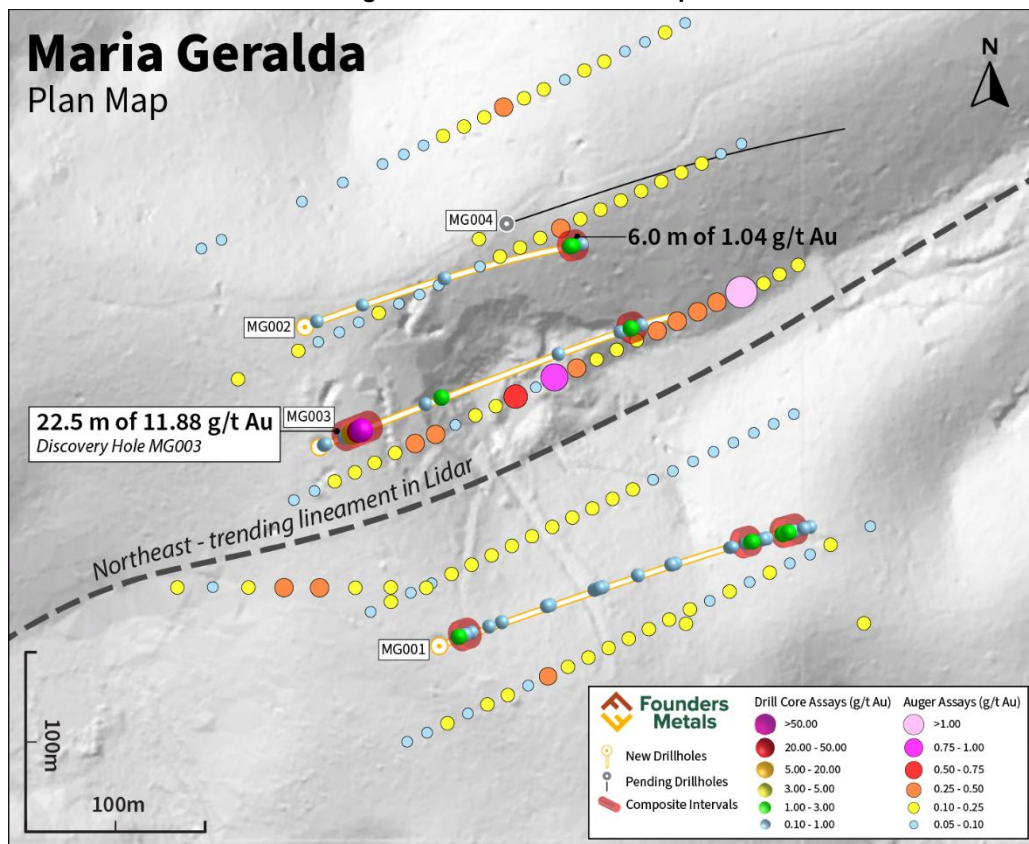 Maria Geralda
Plan Map
N
MG004
6.0 m of 1.04 g/t Au
MG002
22.5 m of 11.88 g/t Au
Discovery Hole MG003
MG003
Northeast - trending lineament in Lidar
MG001
100m
100m
Founders
Metals
New Drillholes
Pending Drillholes
Composite Intervals
Drill Core Assays (g/t Au)
>50.00
20.00 - 50.00
5.00 - 20.00
3.00 - 5.00
1.00 - 3.00
0.10 - 1.00
Auger Assays (g/t Au)
>1.00
0.75 - 1.00
0.50 - 0.75
0.25 - 0.50
0.10 - 0.25
0.05 - 0.10